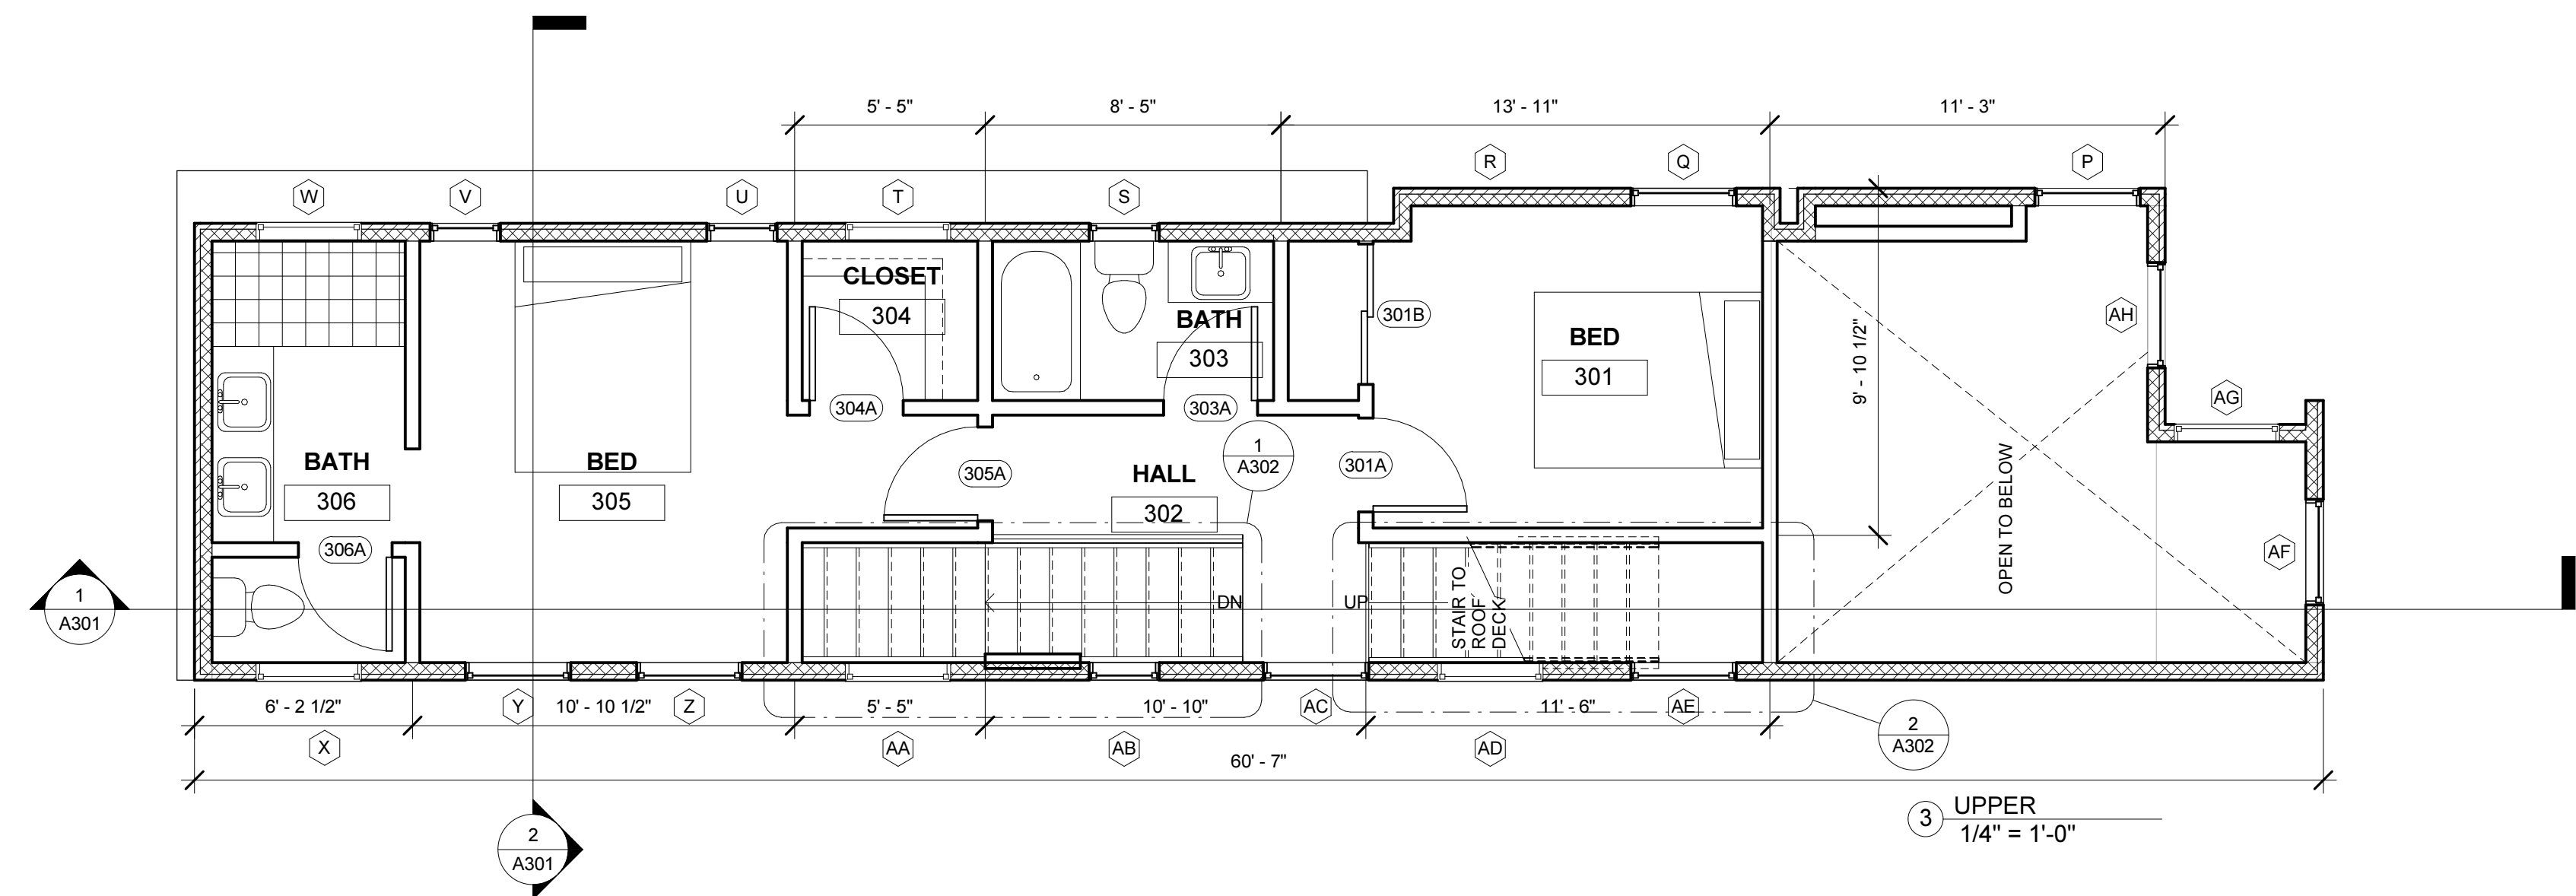 5' - 5"
8' - 5"
13' - 11"
11' - 3"
R
Q
P
W
V
U
T
S
CLOSET
304
BATH
303
301B
BED
301
9' - 10 1/2"
AH
304A
303A
AG
1
A302
BATH
306
BED
305
305A
HALL
302
301A
OPEN TO BELOW
306A
AF
1
A301
DN
UP
STAIR TO
ROOF
DECK
6' - 2 1/2"
Y
10' - 10 1/2"
Z
5' - 5"
10' - 10"
AC
11' - 6"
AE
2
A302
X
AA
AB
AD
60' - 7"
3
UPPER
1/4" = 1'-0"
2
A301